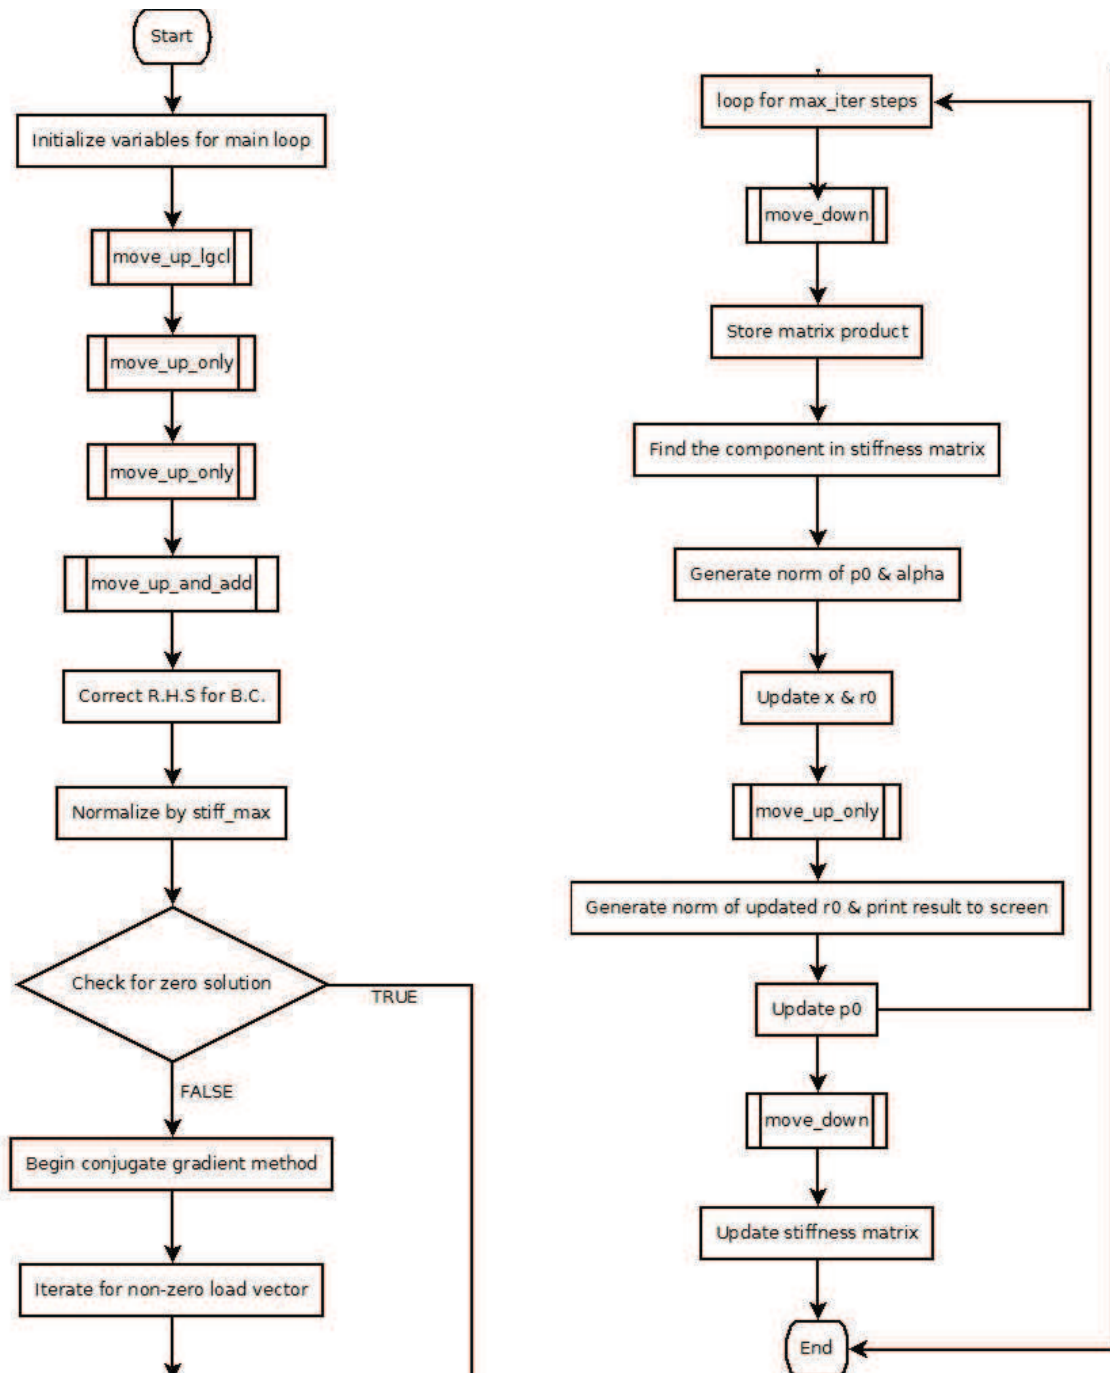 Start
Initialize variables for main loop
move_up_lgcl
move_up_only
move_up_only
move_up_and_add
Correct R.H.S for B.C.
Normalize by stiff_max
Check for zero solution
TRUE
FALSE
Begin conjugate gradient method
Iterate for non-zero load vector
loop for max_iter steps
move_down
Store matrix product
Find the component in stiffness matrix
Generate norm of p0 & alpha
Update x & r0
move_up_only
Generate norm of updated r0 & print result to screen
Update p0
move_down
Update stiffness matrix
End